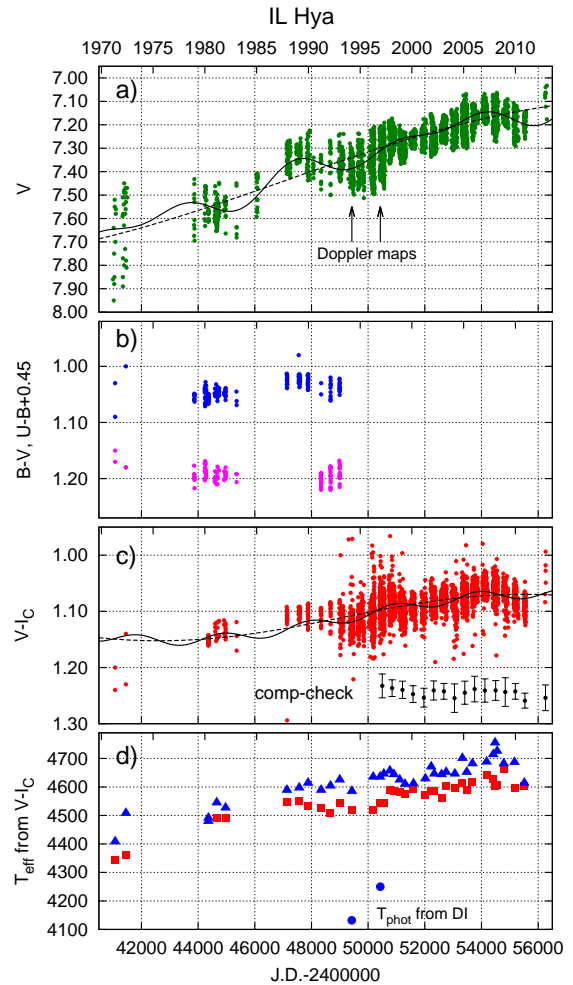 IL Hya
1970 1975 1980 1985 1990 1995 2000 2005 2010
a)
7.00
7.10
7.20
7.30
7.40
7.50
7.60
7.70
7.80
7.90
8.00
V
Doppler maps
b)
1.00
1.10
1.20
B-V, U-B+0.45
c)
1.00
1.10
1.20
1.30
V-I_C
comp-check
d)
4700
4600
4500
4400
4300
4200
4100
T_eff from V-I_C
T_phot from DI
42000 44000 46000 48000 50000 52000 54000 56000
J.D.-2400000